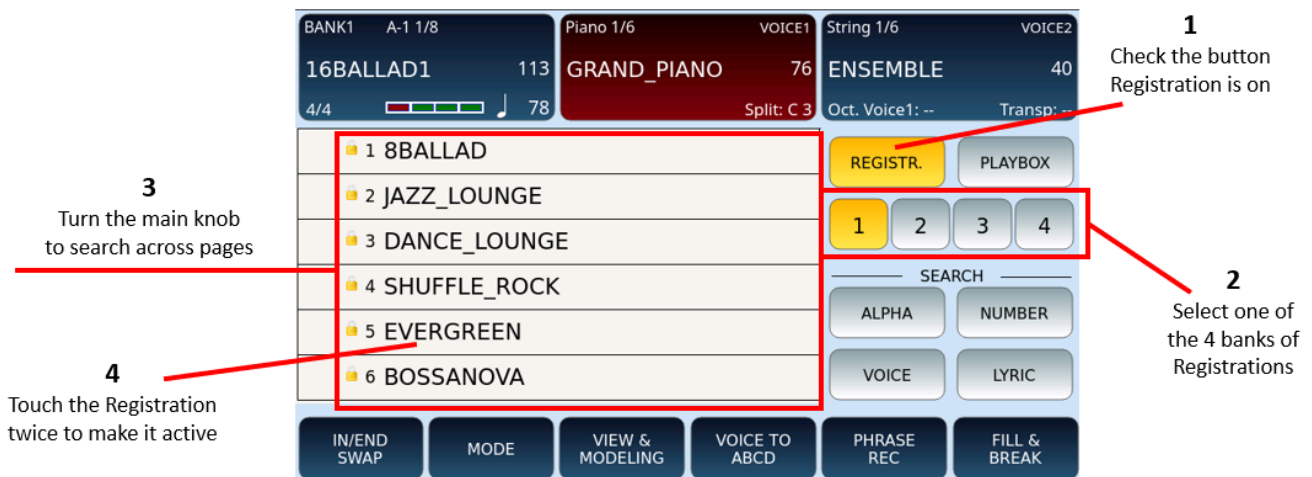 BANK1 A-1 1/8
16BALLAD1 113
4/4 78
Piano 1/6 VOICE1
GRAND_PIANO 76
Split: C 3
String 1/6 VOICE2
ENSEMBLE 40
Oct. Voice1: -- Transp: --
1
Check the button
Registration is on
1 8BALLAD
2 JAZZ_LOUNGE
3 DANCE_LOUNGE
4 SHUFFLE_ROCK
5 EVERGREEN
6 BOSSANOVA
REGISTR. PLAYBOX
1 2 3 4
SEARCH
ALPHA NUMBER
VOICE LYRIC
3
Turn the main knob
to search across pages
2
Select one of
the 4 banks of
Registrations
4
Touch the Registration
twice to make it active
IN/END
SWAP
MODE
VIEW &
MODELING
VOICE TO
ABCD
PHRASE
REC
FILL &
BREAK